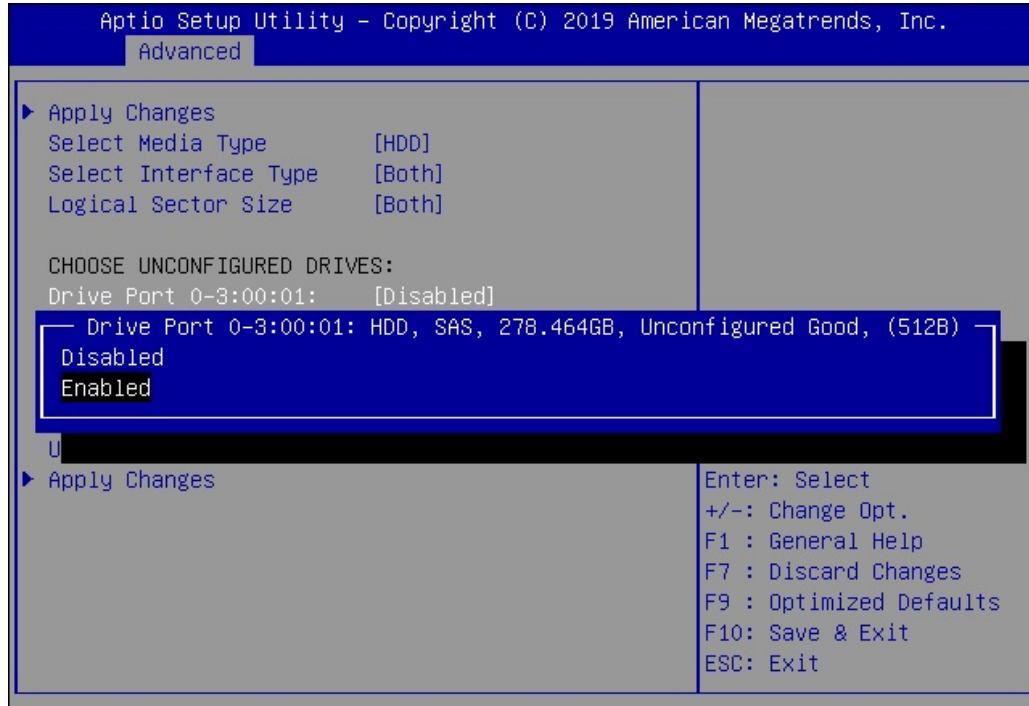 Aptio Setup Utility – Copyright (C) 2019 American Megatrends, Inc.
Advanced
Apply Changes
Select Media Type [HDD]
Select Interface Type [Both]
Logical Sector Size [Both]
CHOOSE UNCONFIGURED DRIVES:
Drive Port 0-3:00:01: [Disabled]
Drive Port 0-3:00:01: HDD, SAS, 278.464GB, Unconfigured Good, (512B)
Disabled
Enabled
U
Apply Changes
Enter: Select
+/-: Change Opt.
F1 : General Help
F7 : Discard Changes
F9 : Optimized Defaults
F10: Save & Exit
ESC: Exit